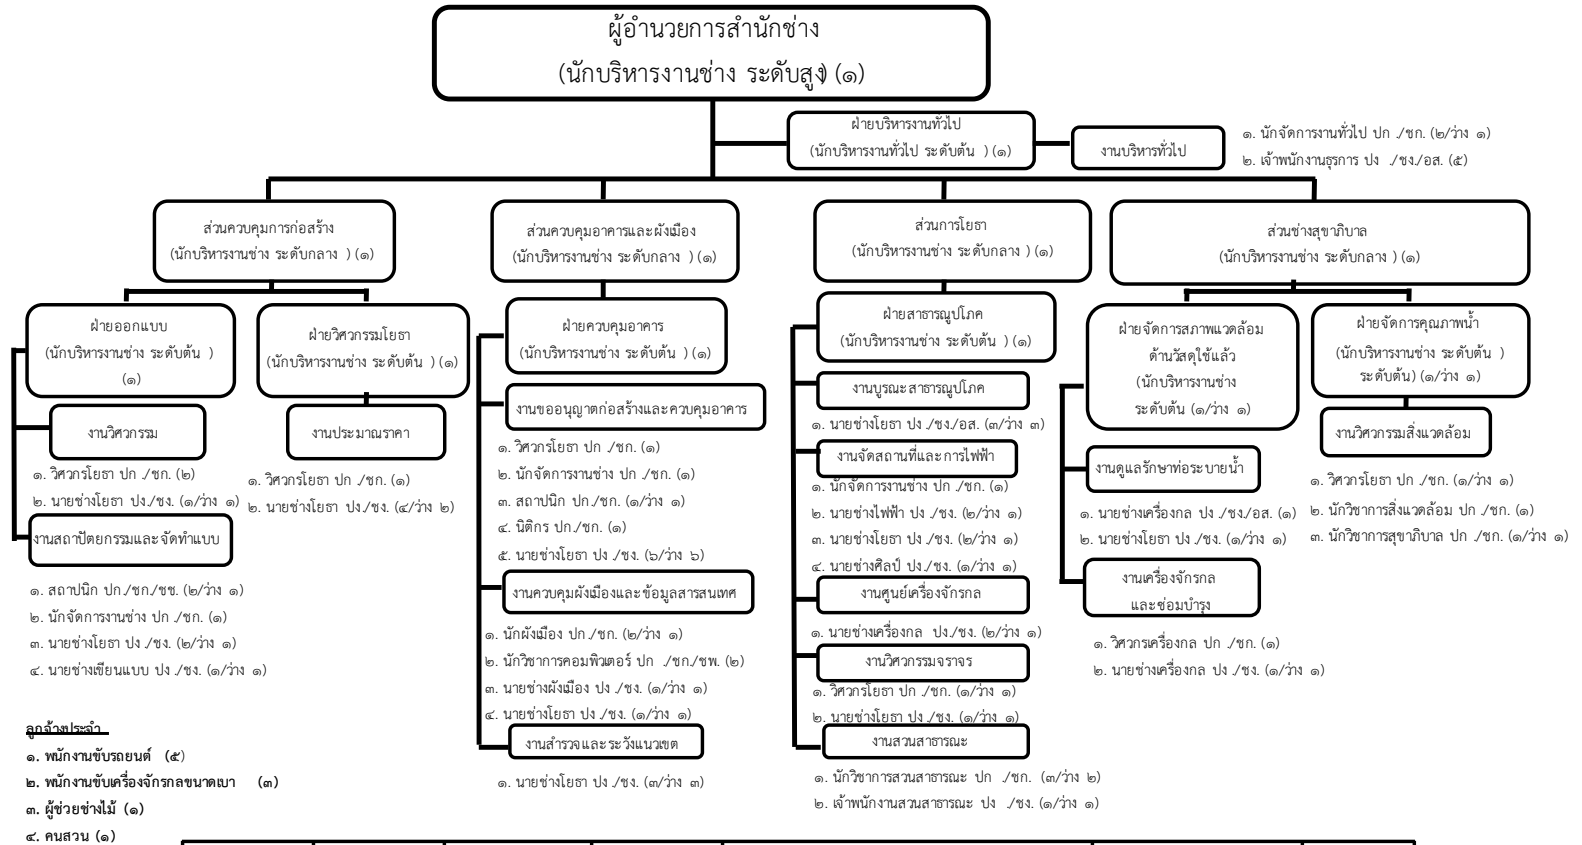 ผู้อำนวยการสำนักช่าง
(นักบริหารงานช่าง ระดับสูง) (๑)
ฝ่ายบริหารงานทั่วไป
(นักบริหารงานทั่วไป ระดับต้น ) (๑)
งานบริหารทั่วไป
๑. นักจัดการงานทั่วไป ปก ./ชก. (๒/ว่าง ๑)
๒. เจ้าพนักงานธุรการ ปง ./ชง./อส. (๕)
ส่วนควบคุมการก่อสร้าง
(นักบริหารงานช่าง ระดับกลาง ) (๑)
ฝ่ายออกแบบ
(นักบริหารงานช่าง ระดับต้น )
(๑)
งานวิศวกรรม
๑. วิศวกรโยธา ปก ./ชก. (๒)
๒. นายช่างโยธา ปง./ชง. (๑/ว่าง ๑)
งานสถาปัตยกรรมและจัดทำแบบ
๑. สถาปนิก ปก./ชก./ชช. (๒/ว่าง ๑)
๒. นักจัดการงานช่าง ปก ./ชก. (๑)
๓. นายช่างโยธา ปง ./ชง. (๒/ว่าง ๑)
๔. นายช่างเขียนแบบ ปง ./ชง. (๑/ว่าง ๑)
ฝ่ายวิศวกรรมโยธา
(นักบริหารงานช่าง ระดับต้น ) (๑)
งานประมาณราคา
๑. วิศวกรโยธา ปก ./ชก. (๑)
๒. นายช่างโยธา ปง./ชง. (๔/ว่าง ๒)
ส่วนควบคุมอาคารและผังเมือง
(นักบริหารงานช่าง ระดับกลาง ) (๑)
ฝ่ายควบคุมอาคาร
(นักบริหารงานช่าง ระดับต้น ) (๑)
งานขออนุญาตก่อสร้างและควบคุมอาคาร
๑. วิศวกรโยธา ปก ./ชก. (๑)
๒. นักจัดการงานช่าง ปก ./ชก. (๑)
๓. สถาปนิก ปก./ชก. (๑/ว่าง ๑)
๔. นิติกร ปก./ชก. (๑)
๕. นายช่างโยธา ปง ./ชง. (๖/ว่าง ๖)
งานควบคุมผังเมืองและข้อมูลสารสนเทศ
๑. นักผังเมือง ปก ./ชก. (๒/ว่าง ๑)
๒. นักวิชาการคอมพิวเตอร์ ปก ./ชก./ชพ. (๒)
๓. นายช่างผังเมือง ปง ./ชง. (๑/ว่าง ๑)
๔. นายช่างโยธา ปง ./ชง. (๑/ว่าง ๑)
งานสำรวจและระวังแนวเขต
๑. นายช่างโยธา ปง ./ชง. (๓/ว่าง ๓)
ส่วนการโยธา
(นักบริหารงานช่าง ระดับกลาง ) (๑)
ฝ่ายสาธารณูปโภค
(นักบริหารงานช่าง ระดับต้น ) (๑)
งานบูรณะสาธารณูปโภค
๑. นายช่างโยธา ปง ./ชง./อส. (๓/ว่าง ๓)
งานจัดสถานที่และการไฟฟ้า
๑. นักจัดการงานช่าง ปก ./ชก. (๑)
๒. นายช่างไฟฟ้า ปง ./ชง. (๒/ว่าง ๑)
๓. นายช่างโยธา ปง ./ชง. (๒/ว่าง ๑)
๔. นายช่างศิลป์ ปง./ชง. (๑/ว่าง ๑)
งานศูนย์เครื่องจักรกล
๑. นายช่างเครื่องกล ปง./ชง. (๒/ว่าง ๑)
งานวิศวกรรมจราจร
๑. วิศวกรโยธา ปก ./ชก. (๑/ว่าง ๑)
๒. นายช่างโยธา ปง ./ชง. (๑/ว่าง ๑)
งานสวนสาธารณะ
๑. นักวิชาการสวนสาธารณะ ปก ./ชก. (๓/ว่าง ๒)
๒. เจ้าพนักงานสวนสาธารณะ ปง ./ชง. (๑/ว่าง ๑)
ส่วนช่างสุขาภิบาล
(นักบริหารงานช่าง ระดับกลาง ) (๑)
ฝ่ายจัดการสภาพแวดล้อม
ด้านวัสดุใช้แล้ว
(นักบริหารงานช่าง
ระดับต้น (๑/ว่าง ๑)
งานดูแลรักษาท่อระบายน้ำ
๑. นายช่างเครื่องกล ปง ./ชง./อส. (๑)
๒. นายช่างโยธา ปง ./ชง. (๑/ว่าง ๑)
งานเครื่องจักรกล
และซ่อมบำรุง
๑. วิศวกรเครื่องกล ปก ./ชก. (๑)
๒. นายช่างเครื่องกล ปง ./ชง. (๑/ว่าง ๑)
ฝ่ายจัดการคุณภาพน้ำ
(นักบริหารงานช่าง ระดับต้น )
ระดับต้น) (๑/ว่าง ๑)
งานวิศวกรรมสิ่งแวดล้อม
๑. วิศวกรโยธา ปก ./ชก. (๑/ว่าง ๑)
๒. นักวิชาการสิ่งแวดล้อม ปก ./ชก. (๑)
๓. นักวิชาการสุขาภิบาล ปก ./ชก. (๑/ว่าง ๑)
ลูกจ้างประจำ
๑. พนักงานขับรถยนต์ (๕)
๒. พนักงานขับเครื่องจักรกลขนาดเบา (๓)
๓. ผู้ช่วยช่างไม้ (๑)
๔. คนสวน (๑)